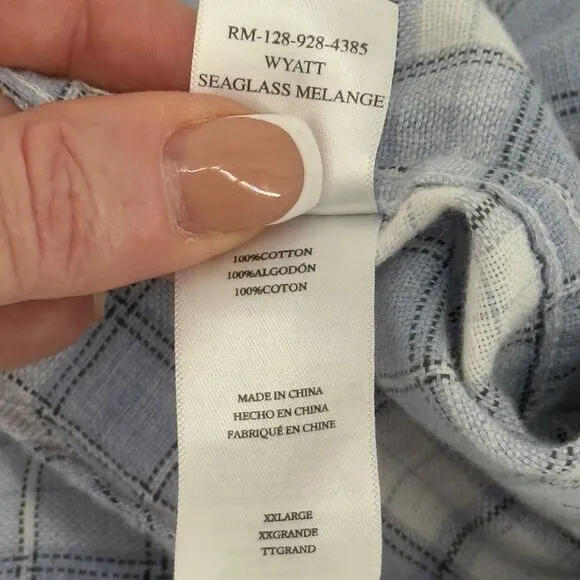 RM-128-928-4385
WYATT
SEAGLASS MELANGE
100%COTTON
100%ALGODÓN
100%COTON
MADE IN CHINA
HECHO EN CHINA
FABRIQUÉ EN CHINE
XXLARGE
XXGRANDE
TTGRAND